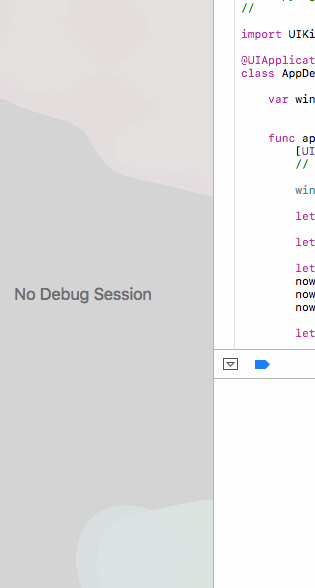 //
import UIKi
@UIApplicat
class AppDe
var win
func ap
[UI
//
win
let
let
let
now
now
now
let
No Debug Session